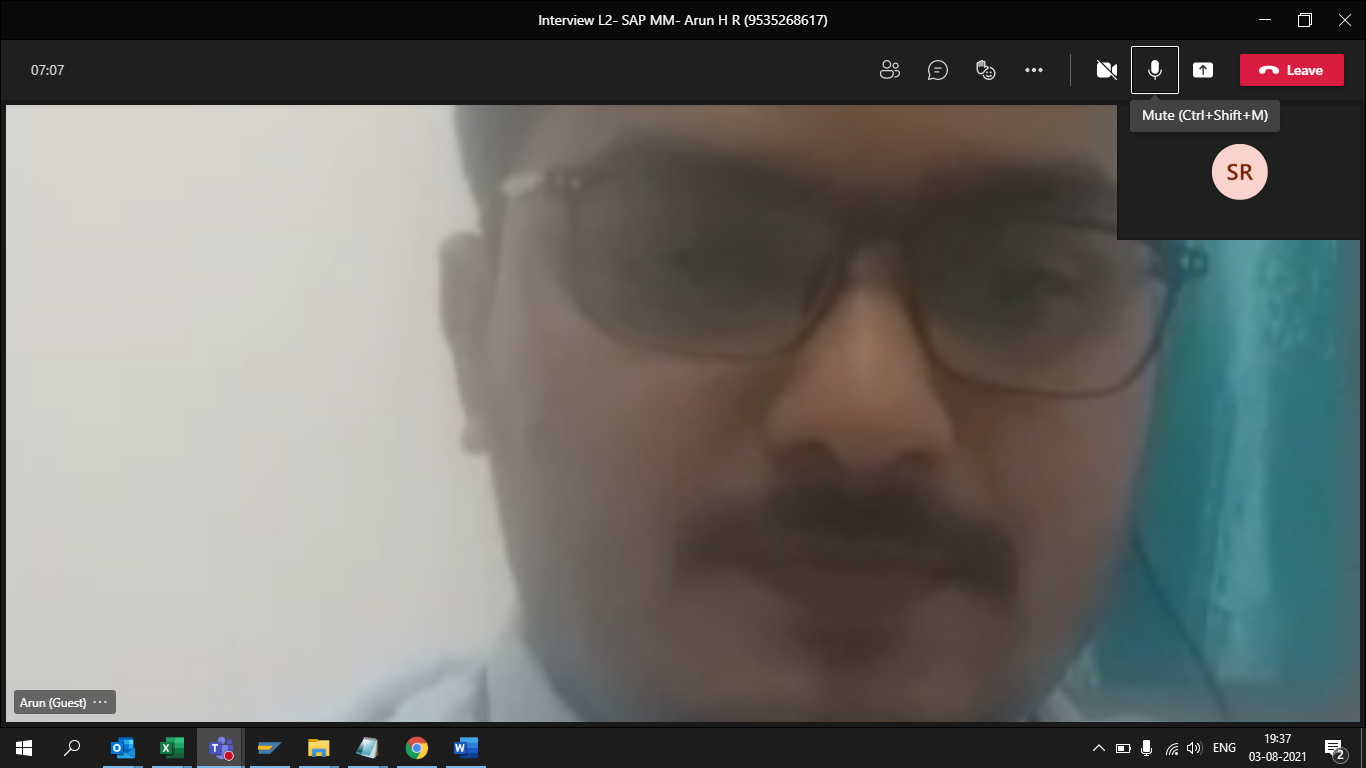 Interview L2- SAP MM- Arun H R (9535268617)
07:07
Leave
Mute (Ctrl+Shift+M)
SR
Arun (Guest) ···
ENG
19:37
03-08-2021
2